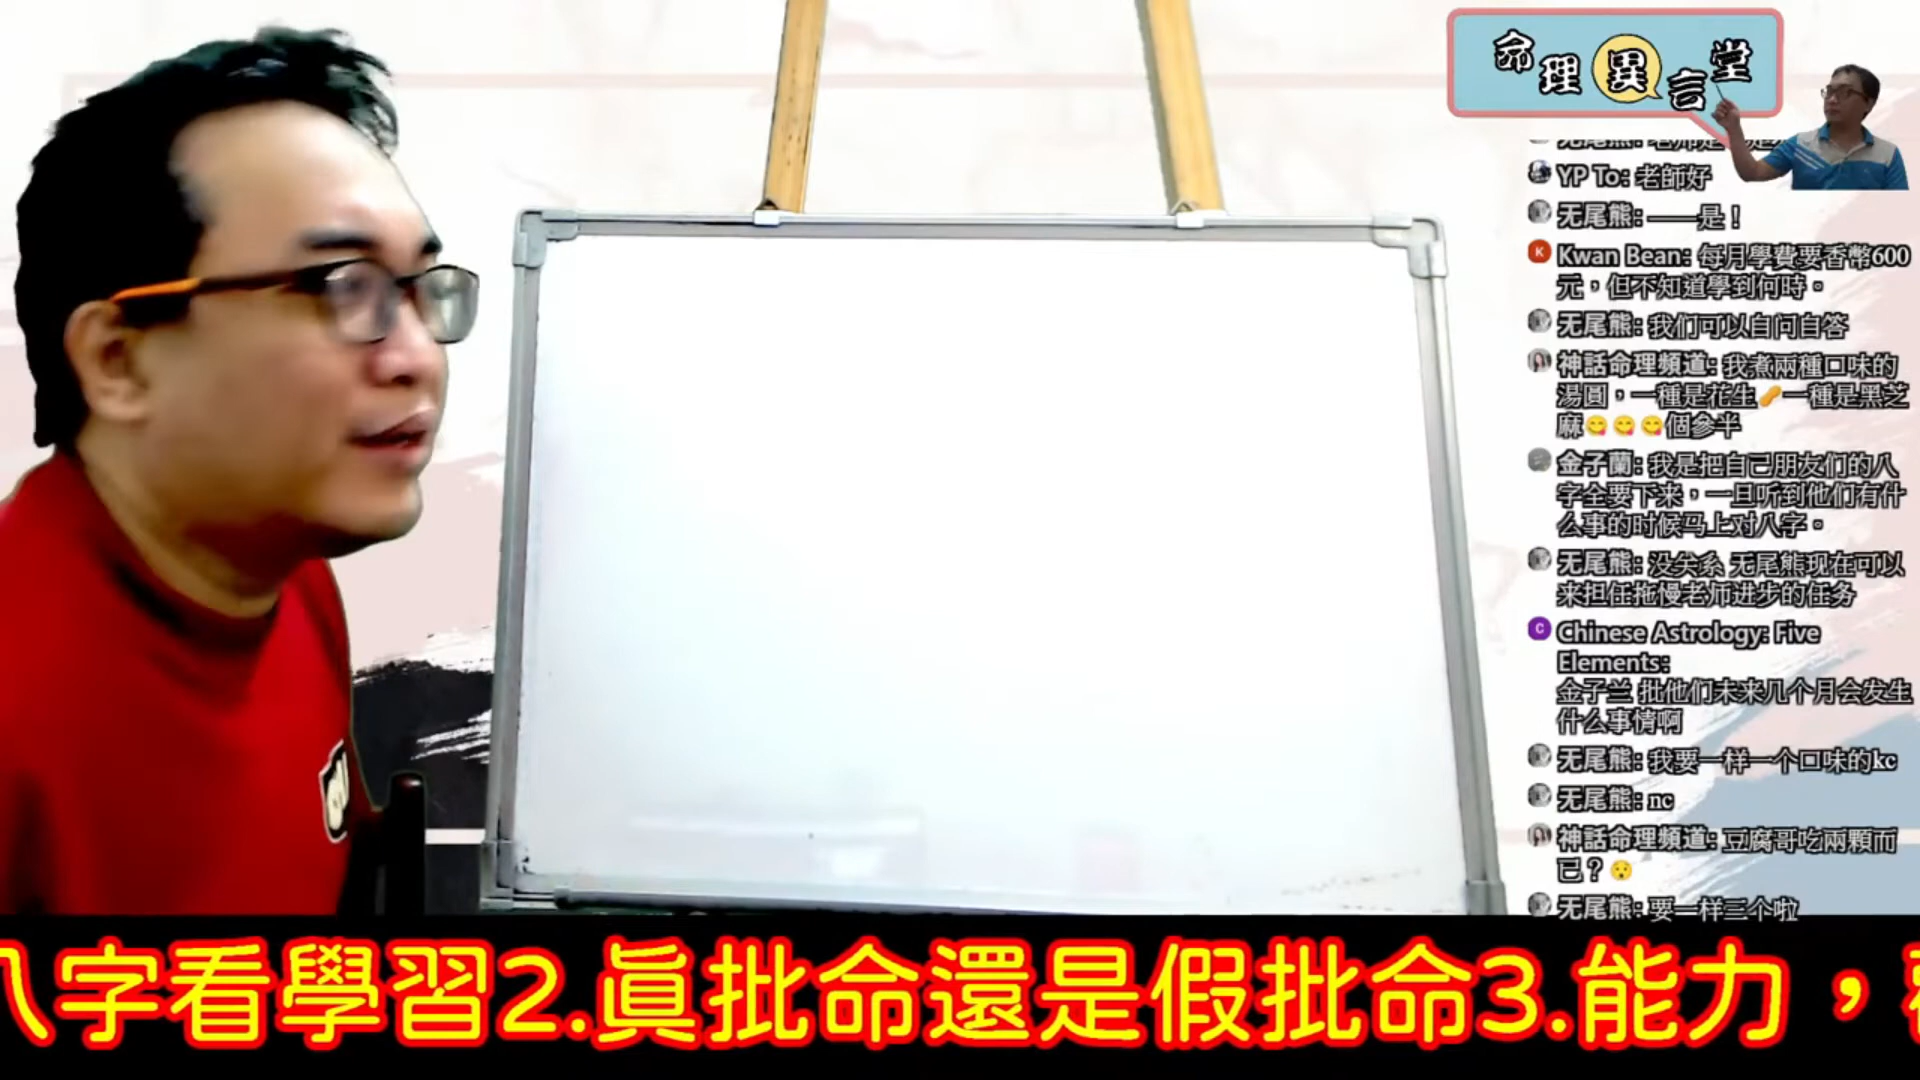 命理異言堂
YP To: 老師好
无尾熊: ——是！
Kwan Bean: 每月學費要香幣600
元，但不知道學到何時。
无尾熊: 我们可以自问自答
神話命理頻道: 我煮兩種口味的
湯圓，一種是花生🥜一種是黑芝
麻😋😋😋個參半
金子蘭: 我是把自己朋友们的八
字全要下来，一旦听到他们有什
么事的时候马上对八字。
无尾熊: 没关系 无尾熊现在可以
来担任拖慢老师进步的任务
Chinese Astrology: Five
Elements:
金子兰 批他们未来几个月会发生
什么事情啊
无尾熊: 我要一样一个口味的kc
无尾熊: nc
神話命理頻道: 豆腐哥吃兩顆而
已？😯
无尾熊: 要一样三个啦
八字看學習2.真批命還是假批命3.能力，